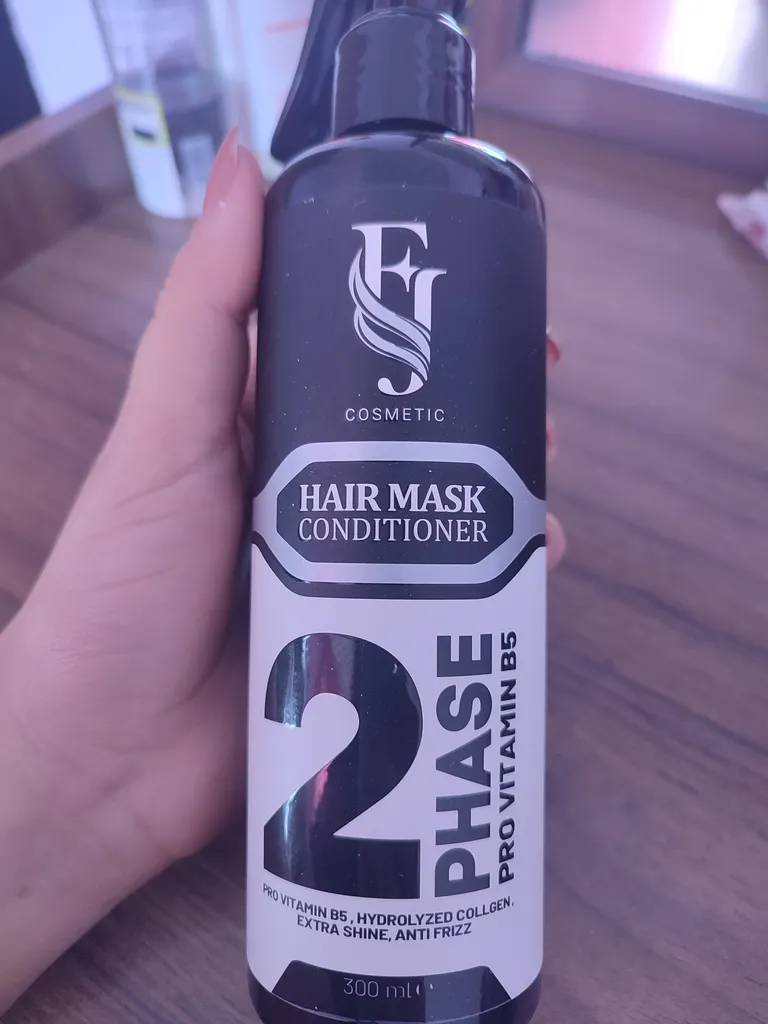 FJ
COSMETIC
HAIR MASK
CONDITIONER
2
PHASE
PRO VITAMIN B5
PRO VITAMIN B5 , HYDROLYZED COLLGEN,
EXTRA SHINE, ANTI FRIZZ
300 ml